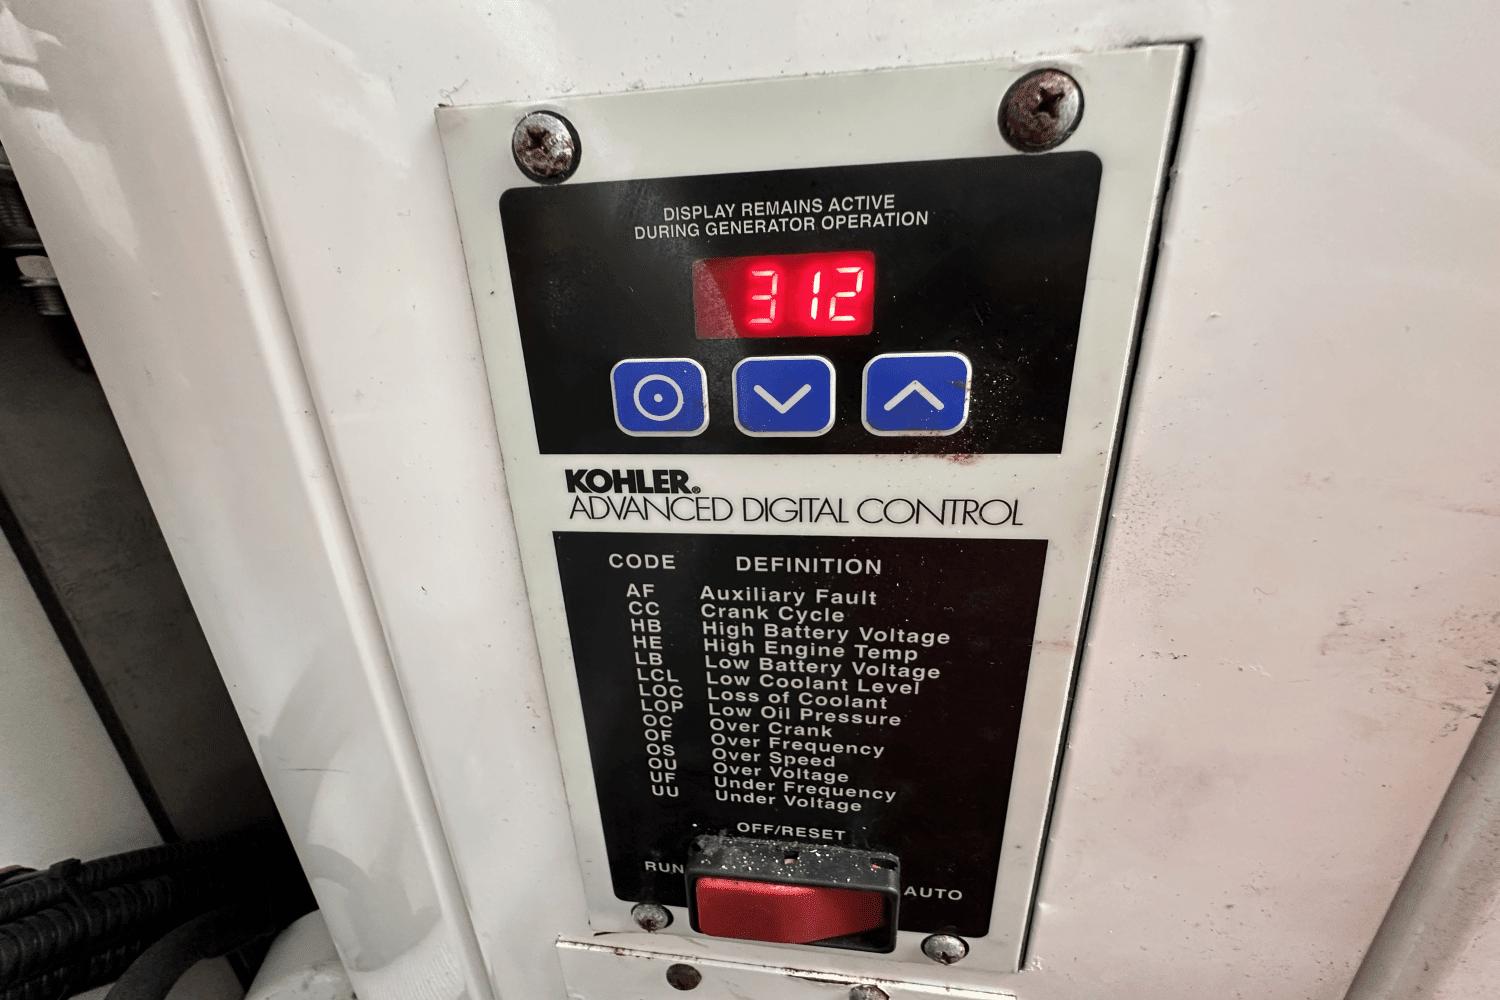 DISPLAY REMAINS ACTIVE
DURING GENERATOR OPERATION
312
KOHLER®
ADVANCED DIGITAL CONTROL
CODE DEFINITION
AF Auxiliary Fault
CC Crank Cycle
HB High Battery Voltage
HE High Engine Temp
LB Low Battery Voltage
LCL Low Coolant Level
LOC Loss of Coolant
LOP Low Oil Pressure
OC Over Crank
OF Over Frequency
OS Over Speed
OU Over Voltage
UF Under Frequency
UU Under Voltage
OFF/RESET
RUN AUTO